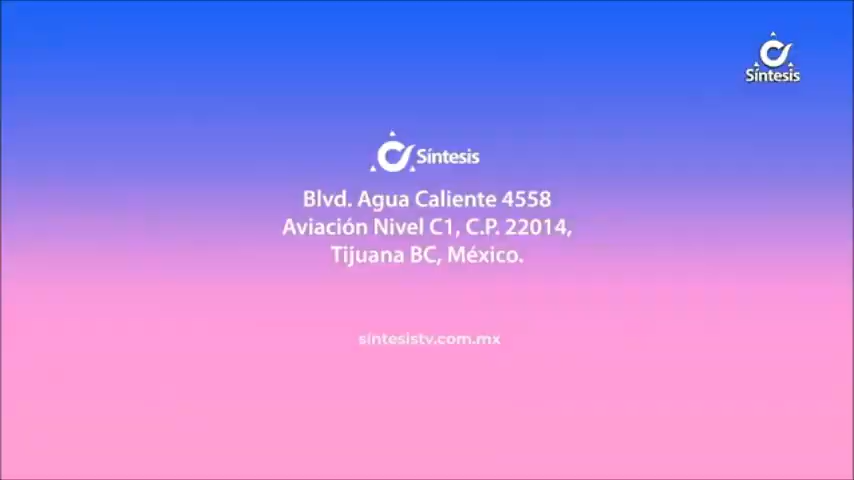 Síntesis
Síntesis
Blvd. Agua Caliente 4558
Aviación Nivel C1, C.P. 22014,
Tijuana BC, México.
sintesistv.com.mx